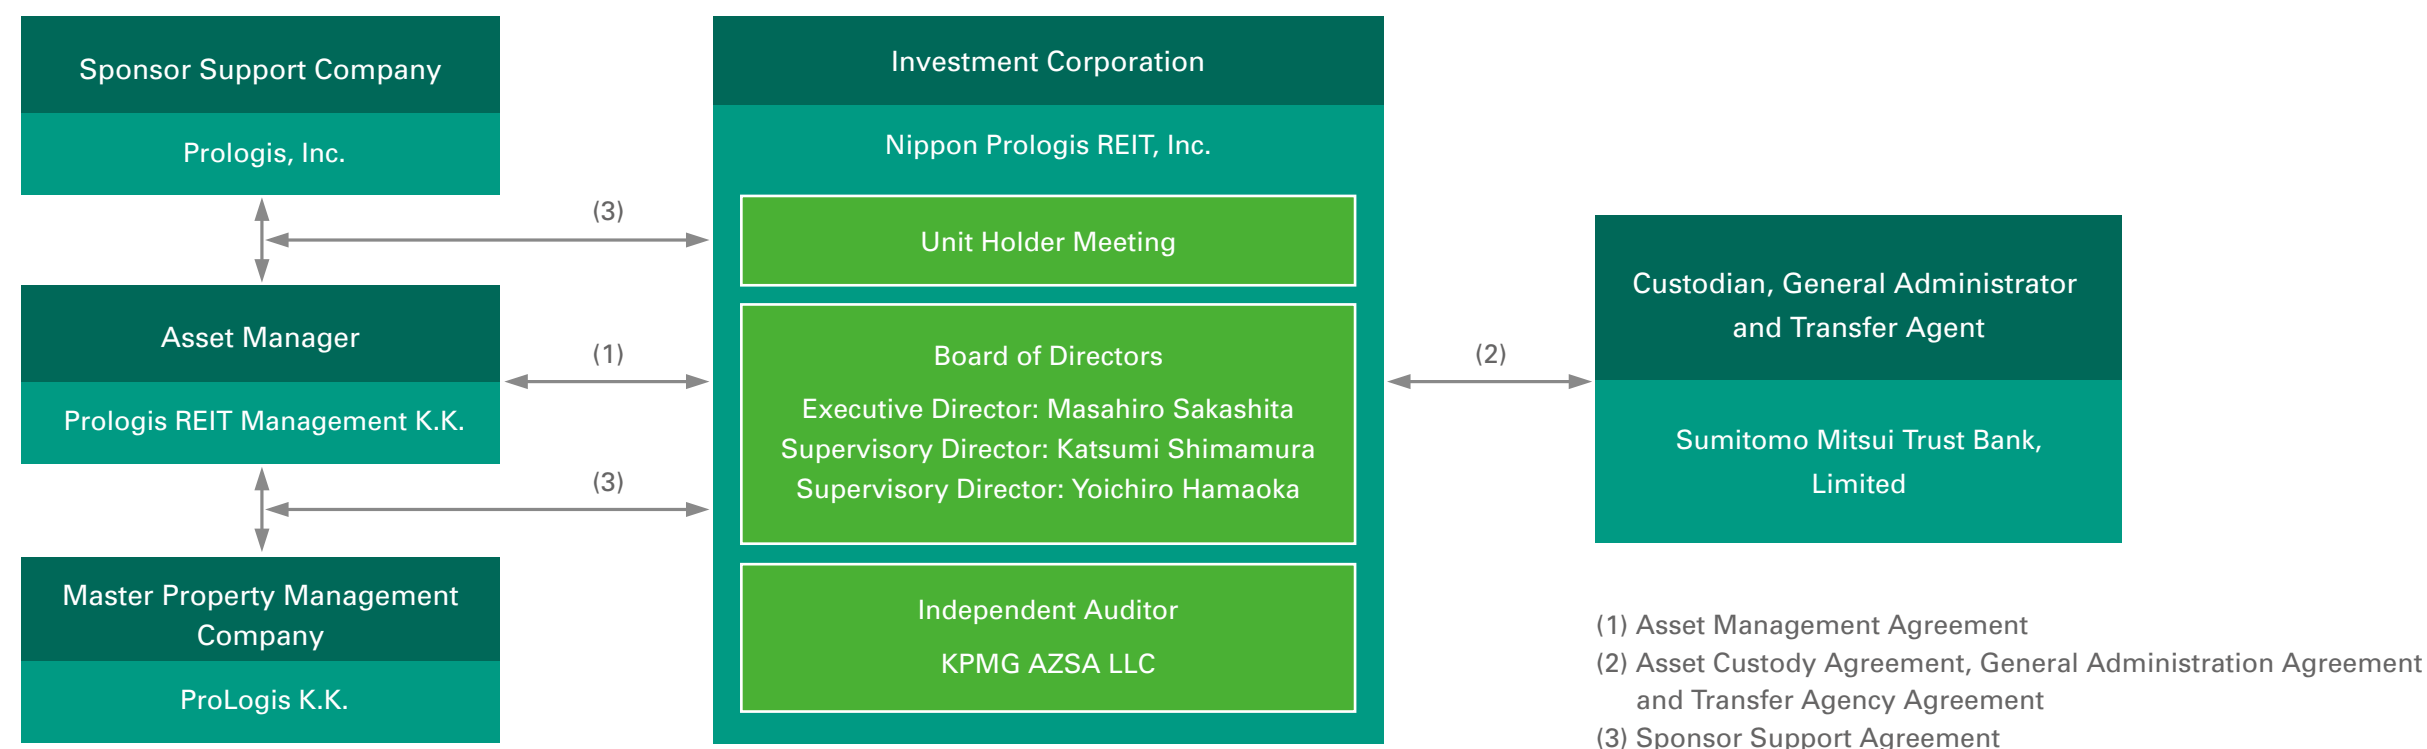 Sponsor Support Company
Prologis, Inc.
(3)
Asset Manager
Prologis REIT Management K.K.
(1)
(3)
Master Property Management
Company
ProLogis K.K.
Investment Corporation
Nippon Prologis REIT, Inc.
Unit Holder Meeting
Board of Directors
Executive Director: Masahiro Sakashita
Supervisory Director: Katsumi Shimamura
Supervisory Director: Yoichiro Hamaoka
Independent Auditor
KPMG AZSA LLC
(2)
Custodian, General Administrator
and Transfer Agent
Sumitomo Mitsui Trust Bank,
Limited
(1) Asset Management Agreement
(2) Asset Custody Agreement, General Administration Agreement
and Transfer Agency Agreement
(3) Sponsor Support Agreement